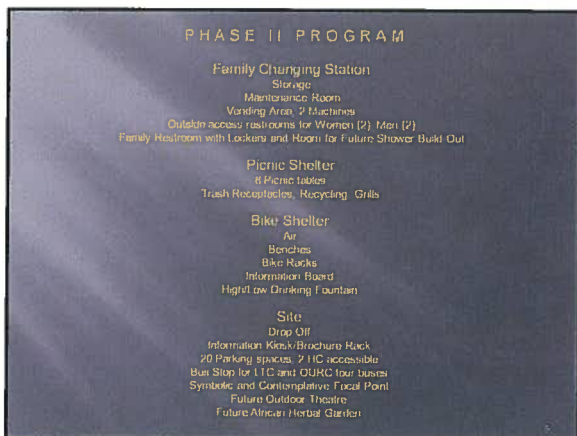 PHASE II PROGRAM
Family Changing Station
Storage
Maintenance Room
Vending Area, 2 Machines
Outside access restrooms for Women (2), Men (2)
Family Restroom with Lockers and Room for Future Shower Build Out
Picnic Shelter
8 Picnic tables
Trash Receptacles, Recycling, Grills
Bike Shelter
Air
Benches
Bike Racks
Information Board
High/Low Drinking Fountain
Site
Drop Off
Information Kiosk/Brochure Rack
20 Parking spaces, 2 HC accessible
Bus Stop for LTC and OURC tour buses
Symbolic and Contemplative Focal Point
Future Outdoor Theatre
Future African Herbal Garden